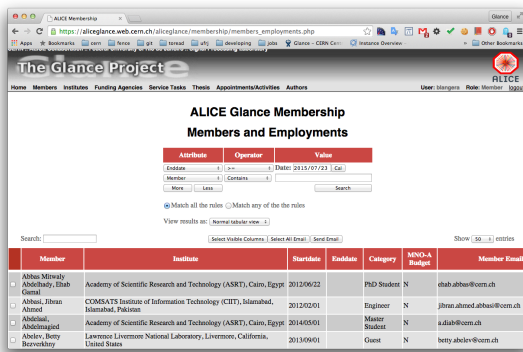 ALICE Membership
Glance
https://aliceglance.web.cern.ch/aliceglance/membership/members_employments.php
Apps Bookmarks cern fence git toread ufrj developing jobs Glance - CERN Cern Instance Overview Other Bookmarks
The Glance Project
ALICE
Home Members Institutes Funding Agencies Service Tasks Thesis Appointments/Activities Authors User: Mangera Role: Member logout
ALICE Glance Membership
Members and Employments
Attribute Operator Value
Enddate >= Date: 2015/07/23 Cal
Member Contains
More Less Search
Match all the rules Match any of the the rules
View results as: Normal tabular view
Search: Select Visible Columns Select All Email Send Email Show 50 entries
Member Institute Startdate Enddate Category MNO-A Budget Member Email
Abbas Mitwaly Abdelhady, Ehab Gamal Academy of Scientific Research and Technology (ASRT), Cairo, Egypt 2012/06/22 PhD Student N ehab.abbas@cern.ch
Abbasi, Jibran Ahmed COMSATS Institute of Information Technology (CIIT), Islamabad, Islamabad, Pakistan 2012/02/01 Engineer N jibran.ahmed.abbasi@cern.ch
Abdelaal, Abdelmagied Academy of Scientific Research and Technology (ASRT), Cairo, Egypt 2014/05/01 Master Student N a.diab@cern.ch
Abelev, Betty Bezverkhny Lawrence Livermore National Laboratory, Livermore, California, United States 2013/09/01 Guest N betty.abelev@cern.ch